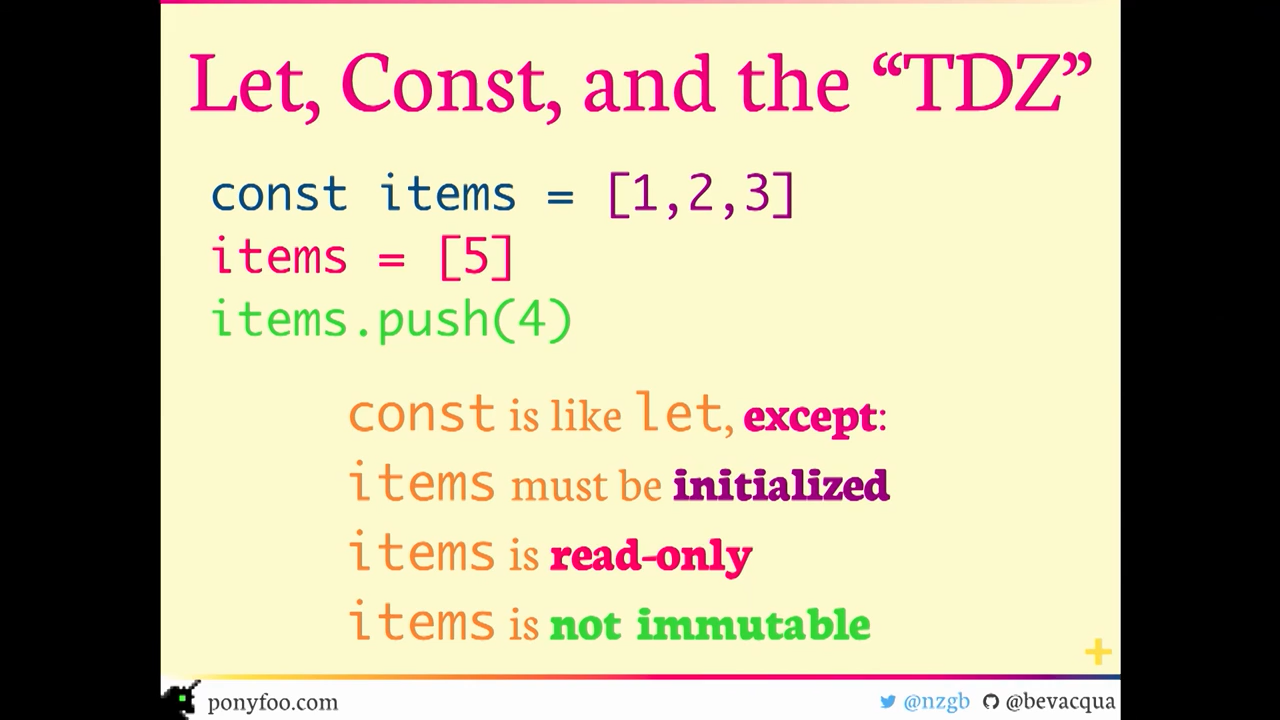 Let, Const, and the “TDZ”
const items = [1,2,3]
items = [5]
items.push(4)
const is like let, except:
items must be initialized
items is read-only
items is not immutable
+
ponyfoo.com @nzgb @bevacqua